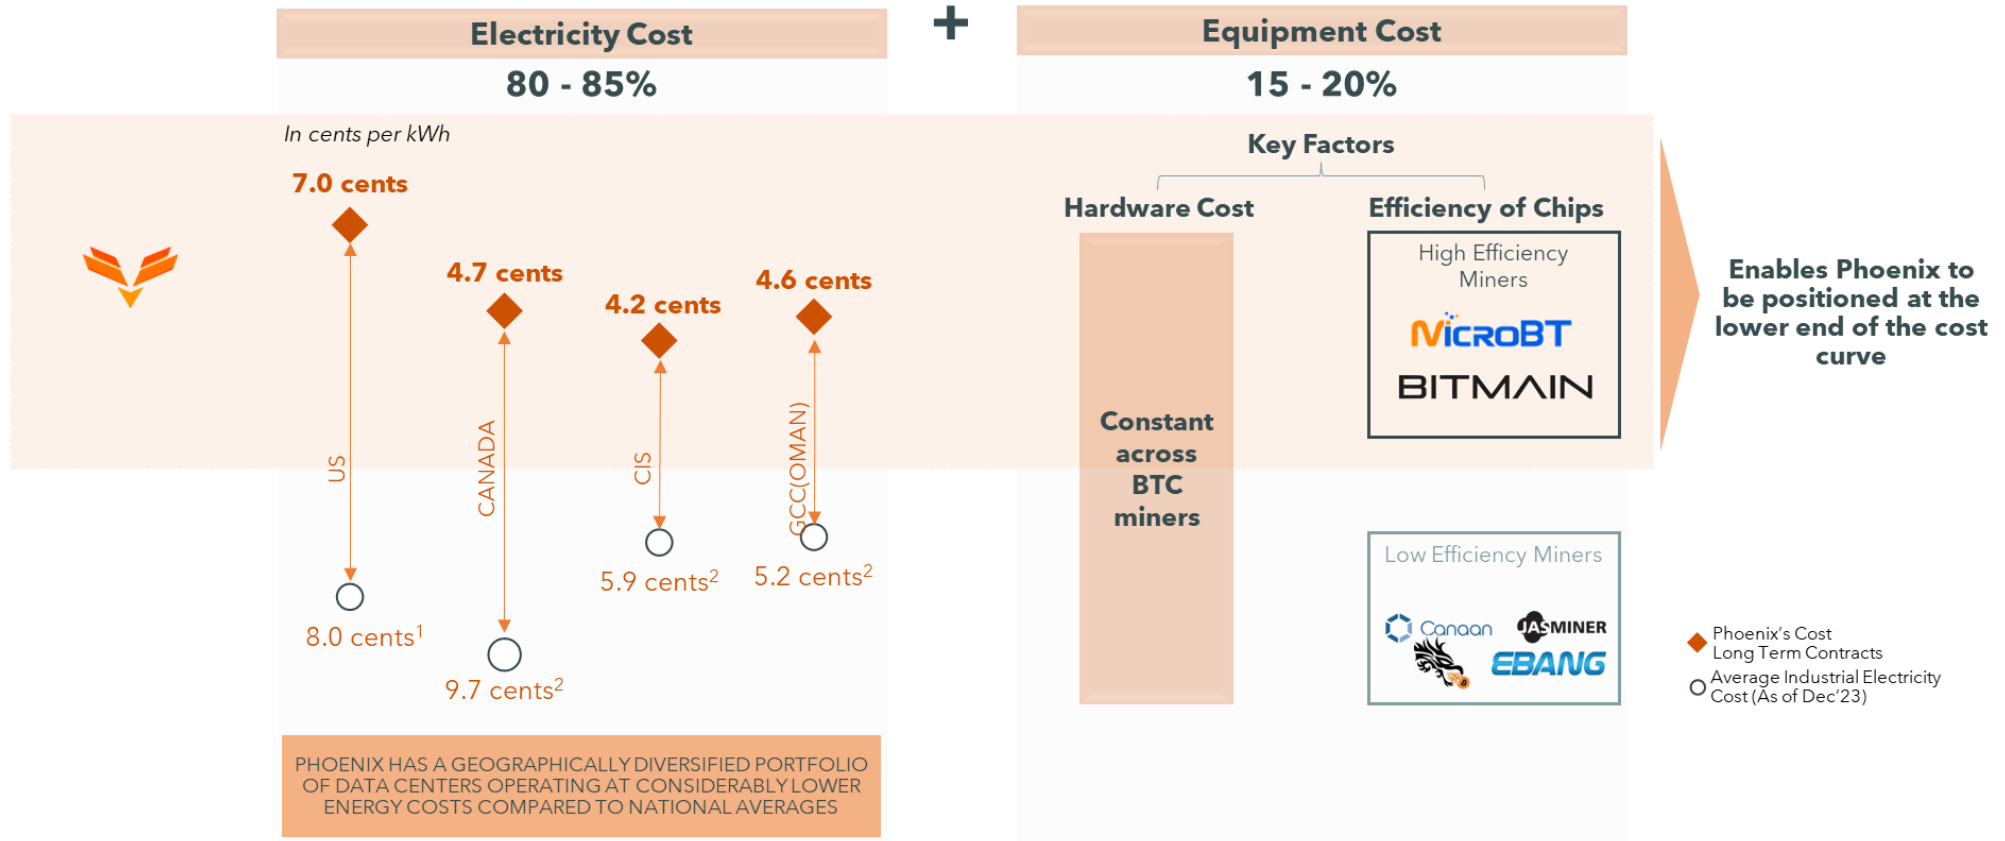 Electricity Cost
80 - 85%
+
Equipment Cost
15 - 20%
In cents per kWh
7.0 cents
4.7 cents
4.2 cents
4.6 cents
US
CANADA
CIS
GCC(OMAN)
8.0 cents¹
9.7 cents²
5.9 cents²
5.2 cents²
PHOENIX HAS A GEOGRAPHICALLY DIVERSIFIED PORTFOLIO
OF DATA CENTERS OPERATING AT CONSIDERABLY LOWER
ENERGY COSTS COMPARED TO NATIONAL AVERAGES
Key Factors
Hardware Cost
Constant
across
BTC
miners
Efficiency of Chips
High Efficiency
Miners
MICROBT
BITMAIN
Low Efficiency Miners
Canaan
JASMINER
EBANG
Enables Phoenix to
be positioned at the
lower end of the cost
curve
Phoenix's Cost
Long Term Contracts
Average Industrial Electricity
Cost (As of Dec'23)